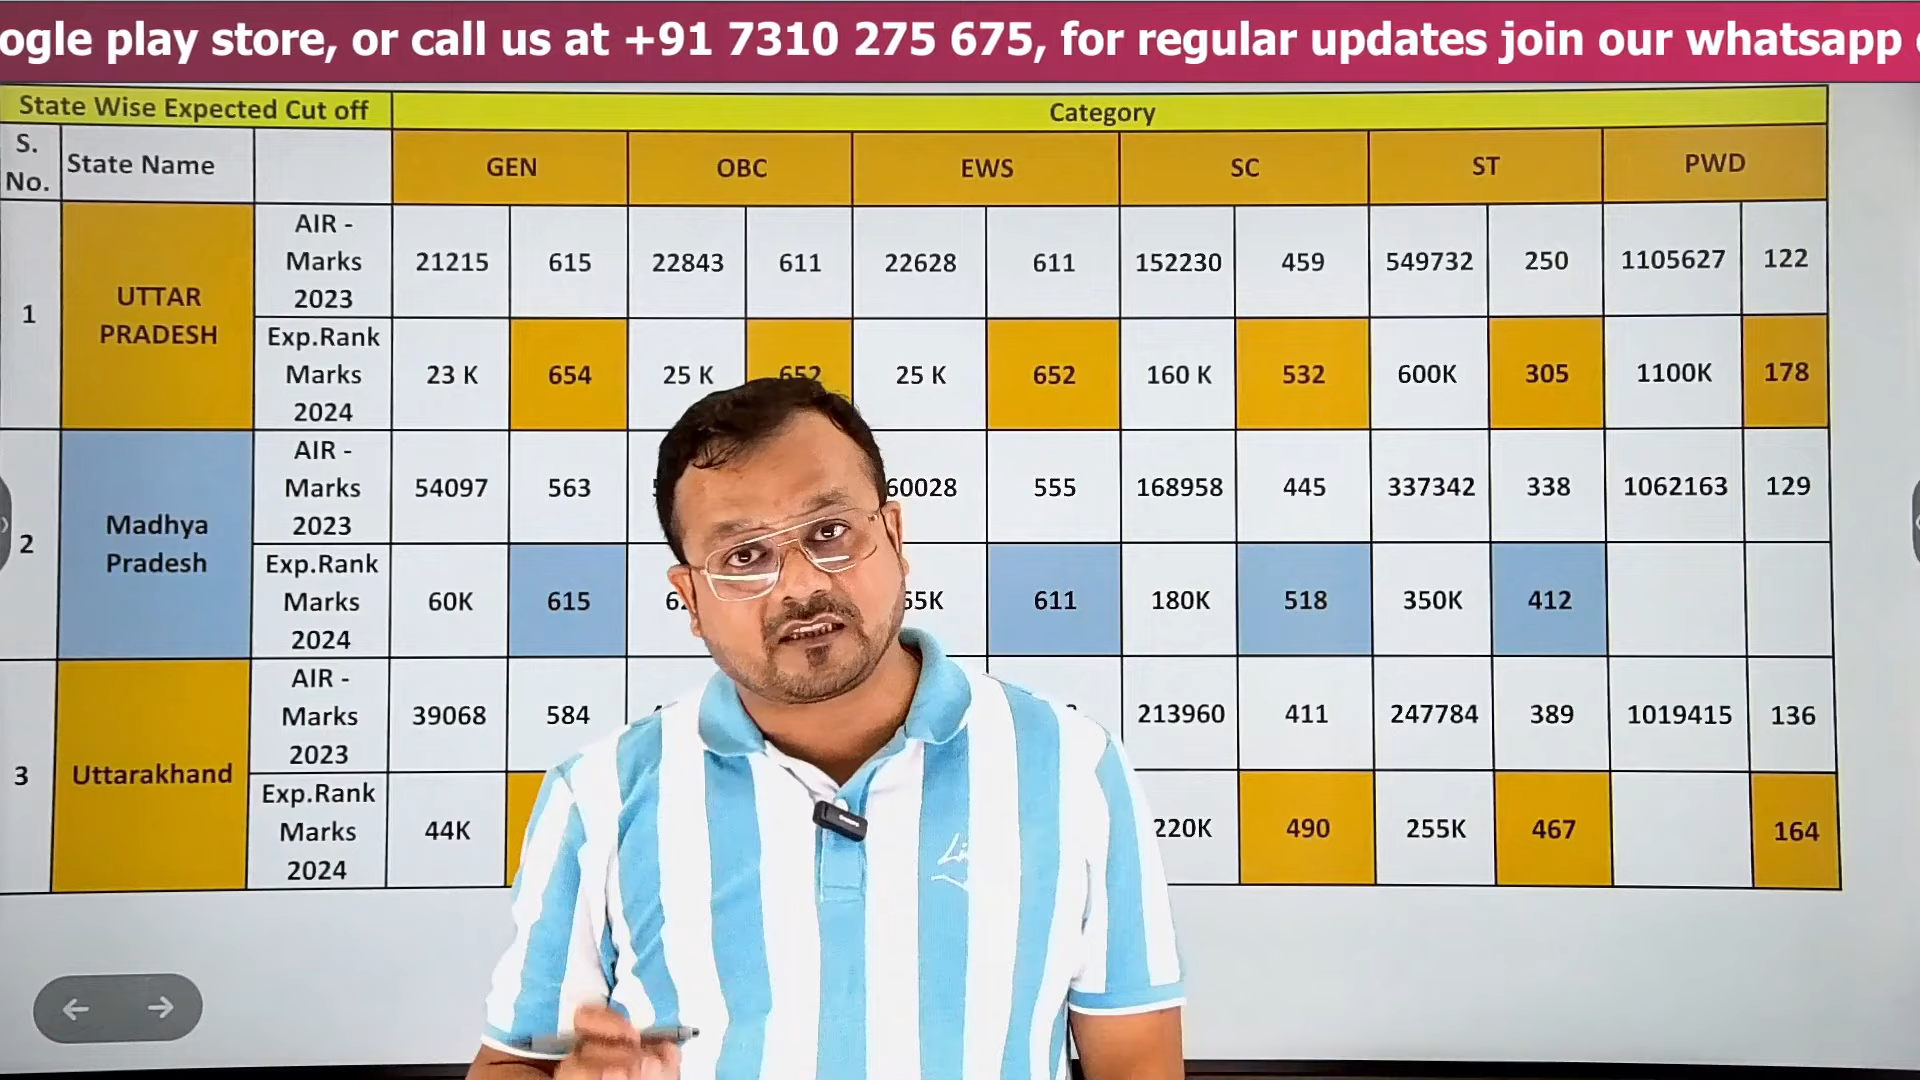 ogle play store, or call us at +91 7310 275 675, for regular updates join our whatsapp
State Wise Expected Cut off Category
S. No. State Name GEN OBC EWS SC ST PWD
1 UTTAR PRADESH
AIR - Marks 2023 21215 615 22843 611 22628 611 152230 459 549732 250 1105627 122
Exp.Rank Marks 2024 23 K 654 25 K 652 25 K 652 160 K 532 600K 305 1100K 178
2 Madhya Pradesh
AIR - Marks 2023 54097 563 60028 555 168958 445 337342 338 1062163 129
Exp.Rank Marks 2024 60K 615 611 180K 518 350K 412
3 Uttarakhand
AIR - Marks 2023 39068 584 213960 411 247784 389 1019415 136
Exp.Rank Marks 2024 44K 220K 490 255K 467 164